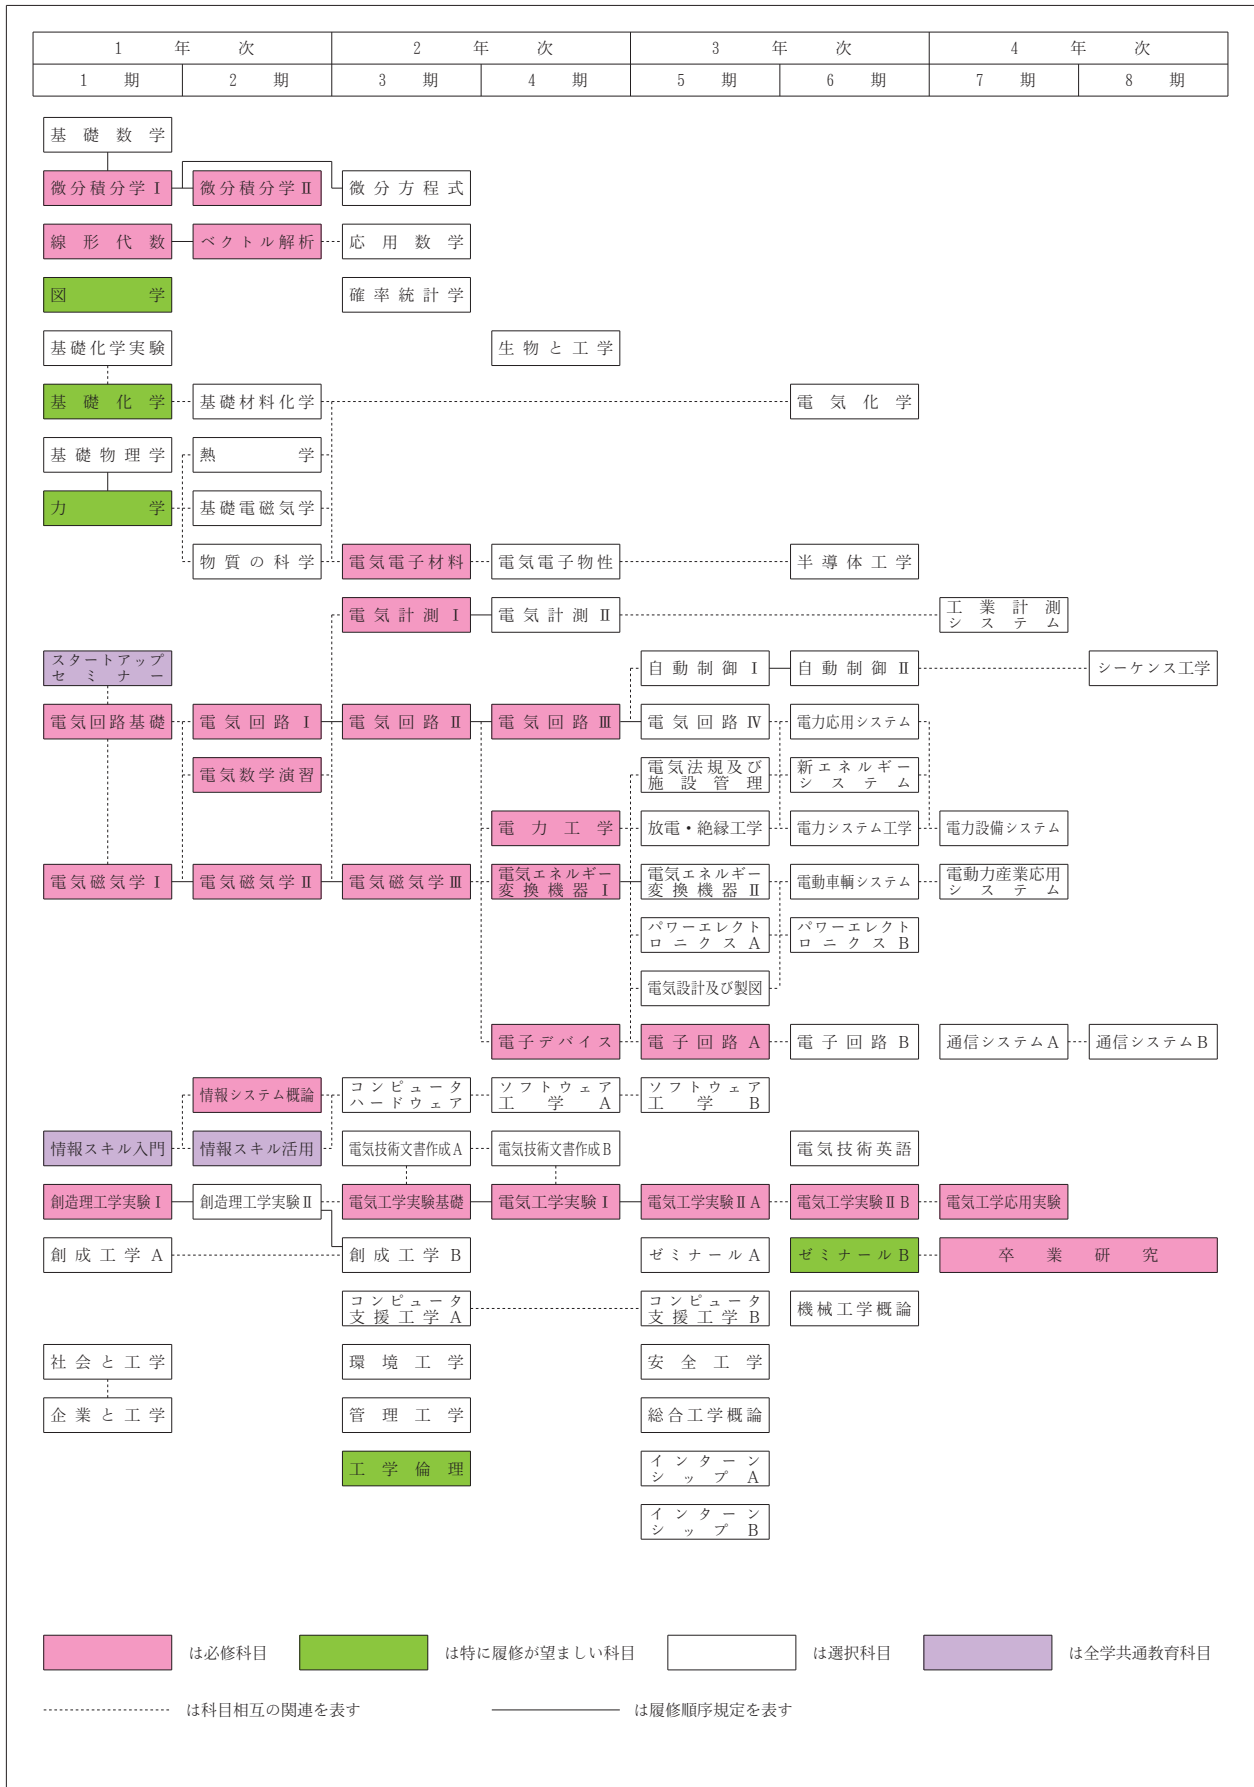 1年次 2年次 3年次 4年次
1期 2期 3期 4期 5期 6期 7期 8期
基礎数学
微分積分学Ⅰ 微分積分学Ⅱ 微分方程式
線形代数 ベクトル解析 応用数学
図学 確率統計学
基礎化学実験 生物と工学
基礎化学 基礎材料化学 電気化学
基礎物理学 熱学
力学 基礎電磁気学
物質の科学 電気電子材料 電気電子物性 半導体工学
電気計測Ⅰ 電気計測Ⅱ 工業計測
システム
スタートアップ
セミナー
自動制御Ⅰ 自動制御Ⅱ シーケンス工学
電気回路基礎 電気回路Ⅰ 電気回路Ⅱ 電気回路Ⅲ 電気回路Ⅳ 電力応用システム
電気数学演習
電気法規及び
施設管理
新エネルギー
システム
電力工学 放電・絶縁工学 電力システム工学 電力設備システム
電気磁気学Ⅰ 電気磁気学Ⅱ 電気磁気学Ⅲ
電気エネルギー
変換機器Ⅰ
電気エネルギー
変換機器Ⅱ
電動車輌システム
電動力産業応用
システム
パワーエレクト
ロニクスA
パワーエレクト
ロニクスB
電気設計及び製図
電子デバイス 電子回路A 電子回路B 通信システムA 通信システムB
情報システム概論
コンピュータ
ハードウェア
ソフトウェア
工学A
ソフトウェア
工学B
情報スキル入門 情報スキル活用 電気技術文書作成A 電気技術文書作成B 電気技術英語
創造理工学実験Ⅰ 創造理工学実験Ⅱ 電気工学実験基礎 電気工学実験Ⅰ 電気工学実験ⅡA 電気工学実験ⅡB 電気工学応用実験
創成工学A 創成工学B ゼミナールA ゼミナールB 卒業研究
コンピュータ
支援工学A
コンピュータ
支援工学B
機械工学概論
社会と工学 環境工学 安全工学
企業と工学 管理工学 総合工学概論
工学倫理
インターン
シップA
インターン
シップB
は必修科目 は特に履修が望ましい科目 は選択科目 は全学共通教育科目
は科目相互の関連を表す は履修順序規定を表す